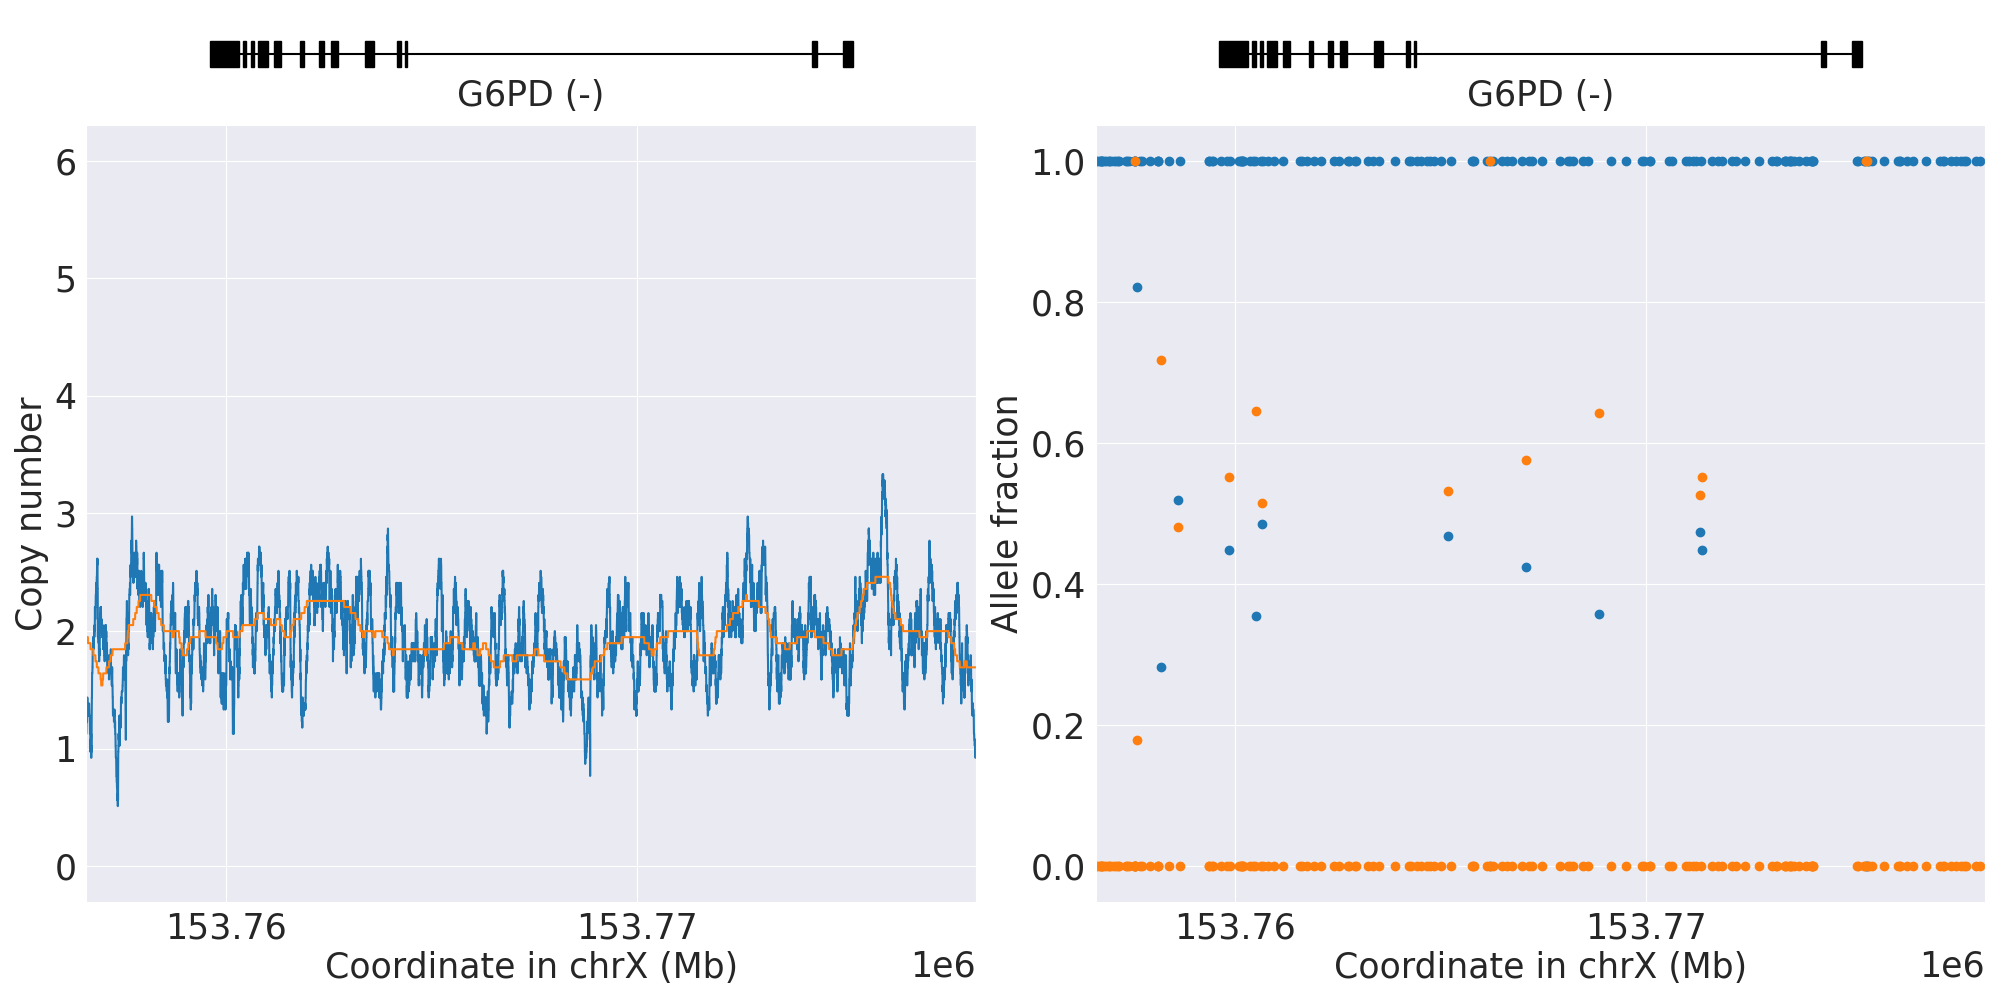 G6PD (-)
6
5
4
3
2
1
0
Copy number
153.76
153.77
Coordinate in chrX (Mb)
1e6
G6PD (-)
1.0
0.8
0.6
0.4
0.2
0.0
Allele fraction
153.76
153.77
Coordinate in chrX (Mb)
1e6